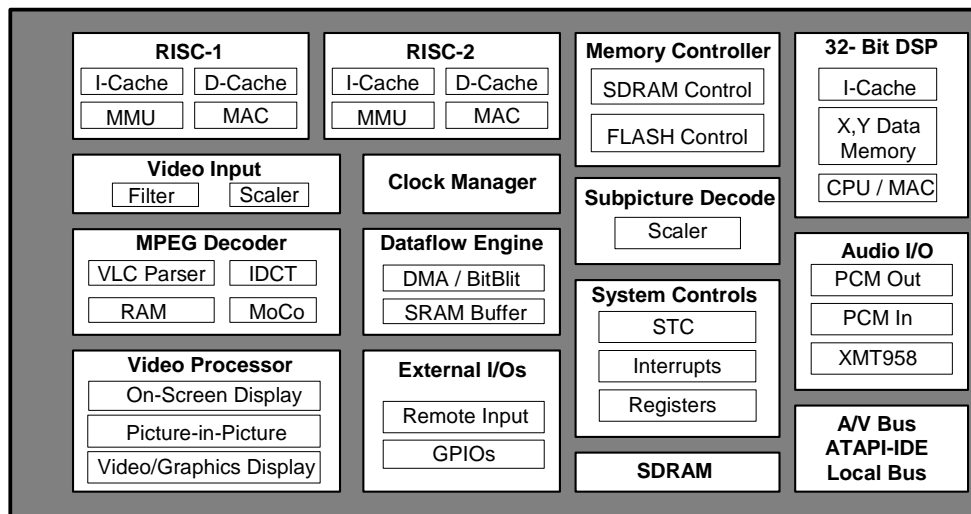 RISC-1
I-Cache
D-Cache
MMU
MAC
RISC-2
I-Cache
D-Cache
MMU
MAC
Memory Controller
SDRAM Control
FLASH Control
32- Bit DSP
I-Cache
X,Y Data
Memory
CPU / MAC
Video Input
Filter
Scaler
Clock Manager
Subpicture Decode
Scaler
MPEG Decoder
VLC Parser
IDCT
RAM
MoCo
Dataflow Engine
DMA / BitBlit
SRAM Buffer
System Controls
STC
Interrupts
Registers
Audio I/O
PCM Out
PCM In
XMT958
Video Processor
On-Screen Display
Picture-in-Picture
Video/Graphics Display
External I/Os
Remote Input
GPIOs
SDRAM
A/V Bus
ATAPI-IDE
Local Bus